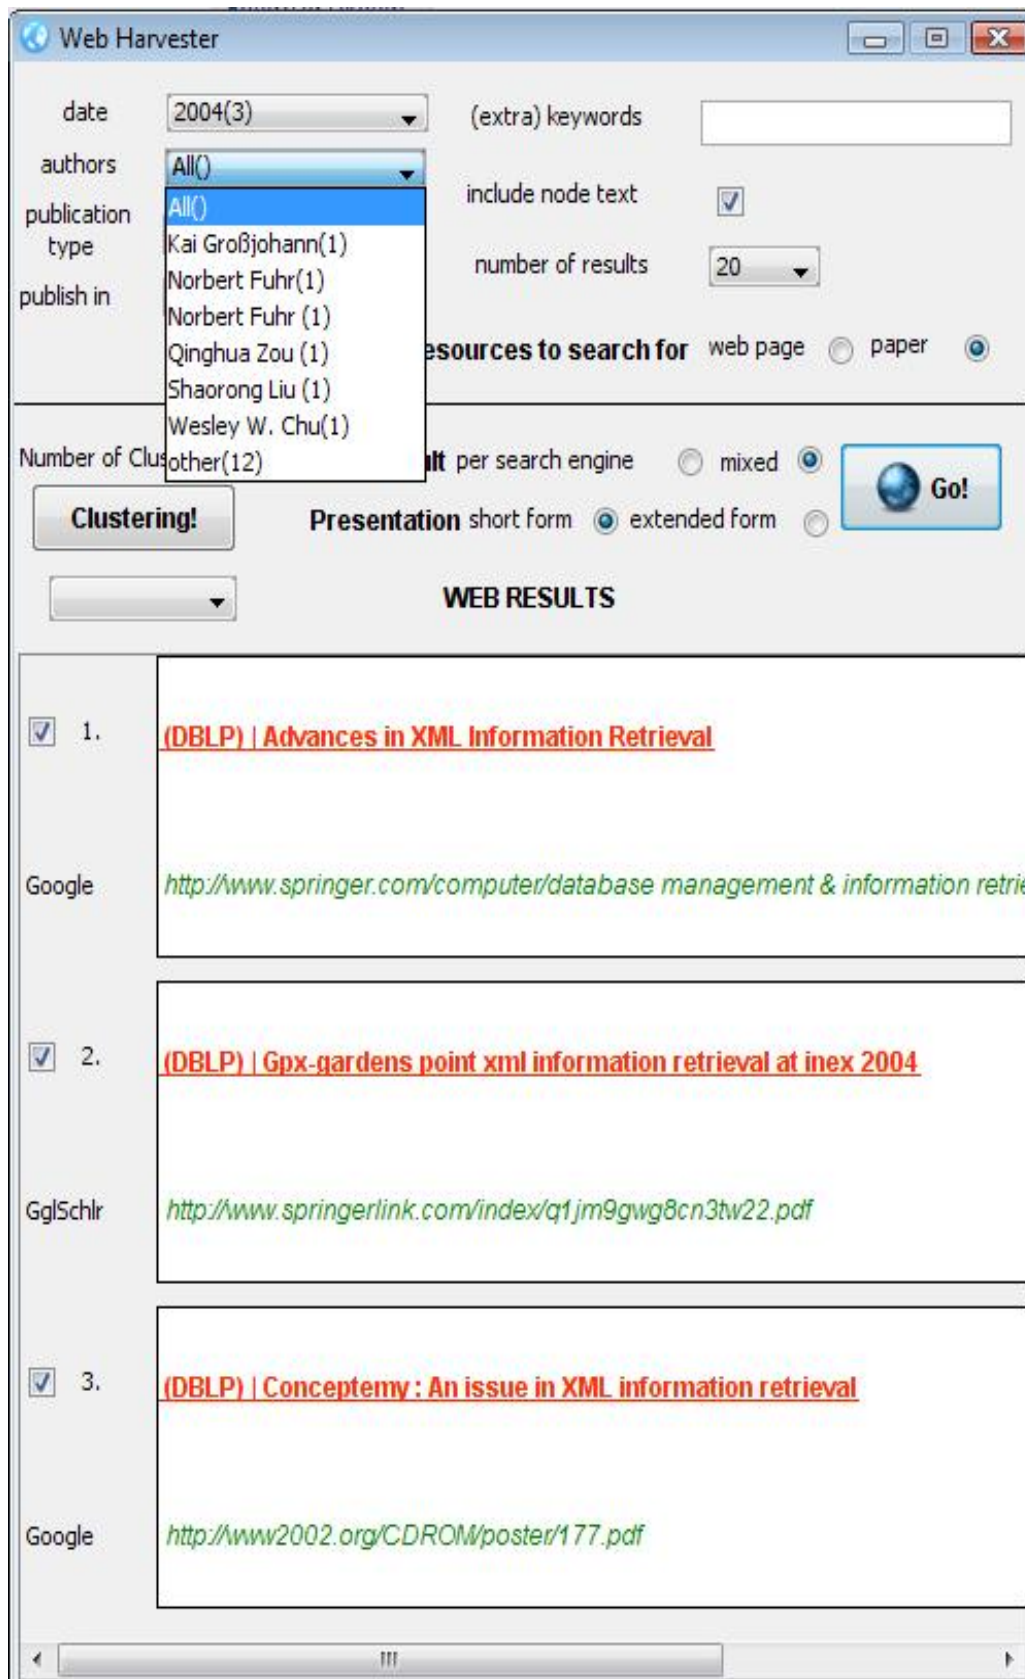 Web Harvester
date 2004(3) (extra) keywords
authors All()
All()
include node text
publication type
Kai Großjohann(1)
Norbert Fuhr(1)
number of results 20
publish in
Norbert Fuhr (1)
Qinghua Zou (1)
esources to search for web page paper
Shaorong Liu (1)
Wesley W. Chu(1)
other(12)
Number of Clus
ult per search engine mixed
Go!
Clustering!
Presentation short form extended form
WEB RESULTS
1. (DBLP) | Advances in XML Information Retrieval
Google http://www.springer.com/computer/database management & information retrie
2. (DBLP) | Gpx-gardens point xml information retrieval at inex 2004
GglSchlr http://www.springerlink.com/index/q1jm9gwg8cn3tw22.pdf
3. (DBLP) | Conceptemy : An issue in XML information retrieval
Google http://www2002.org/CDROM/poster/177.pdf